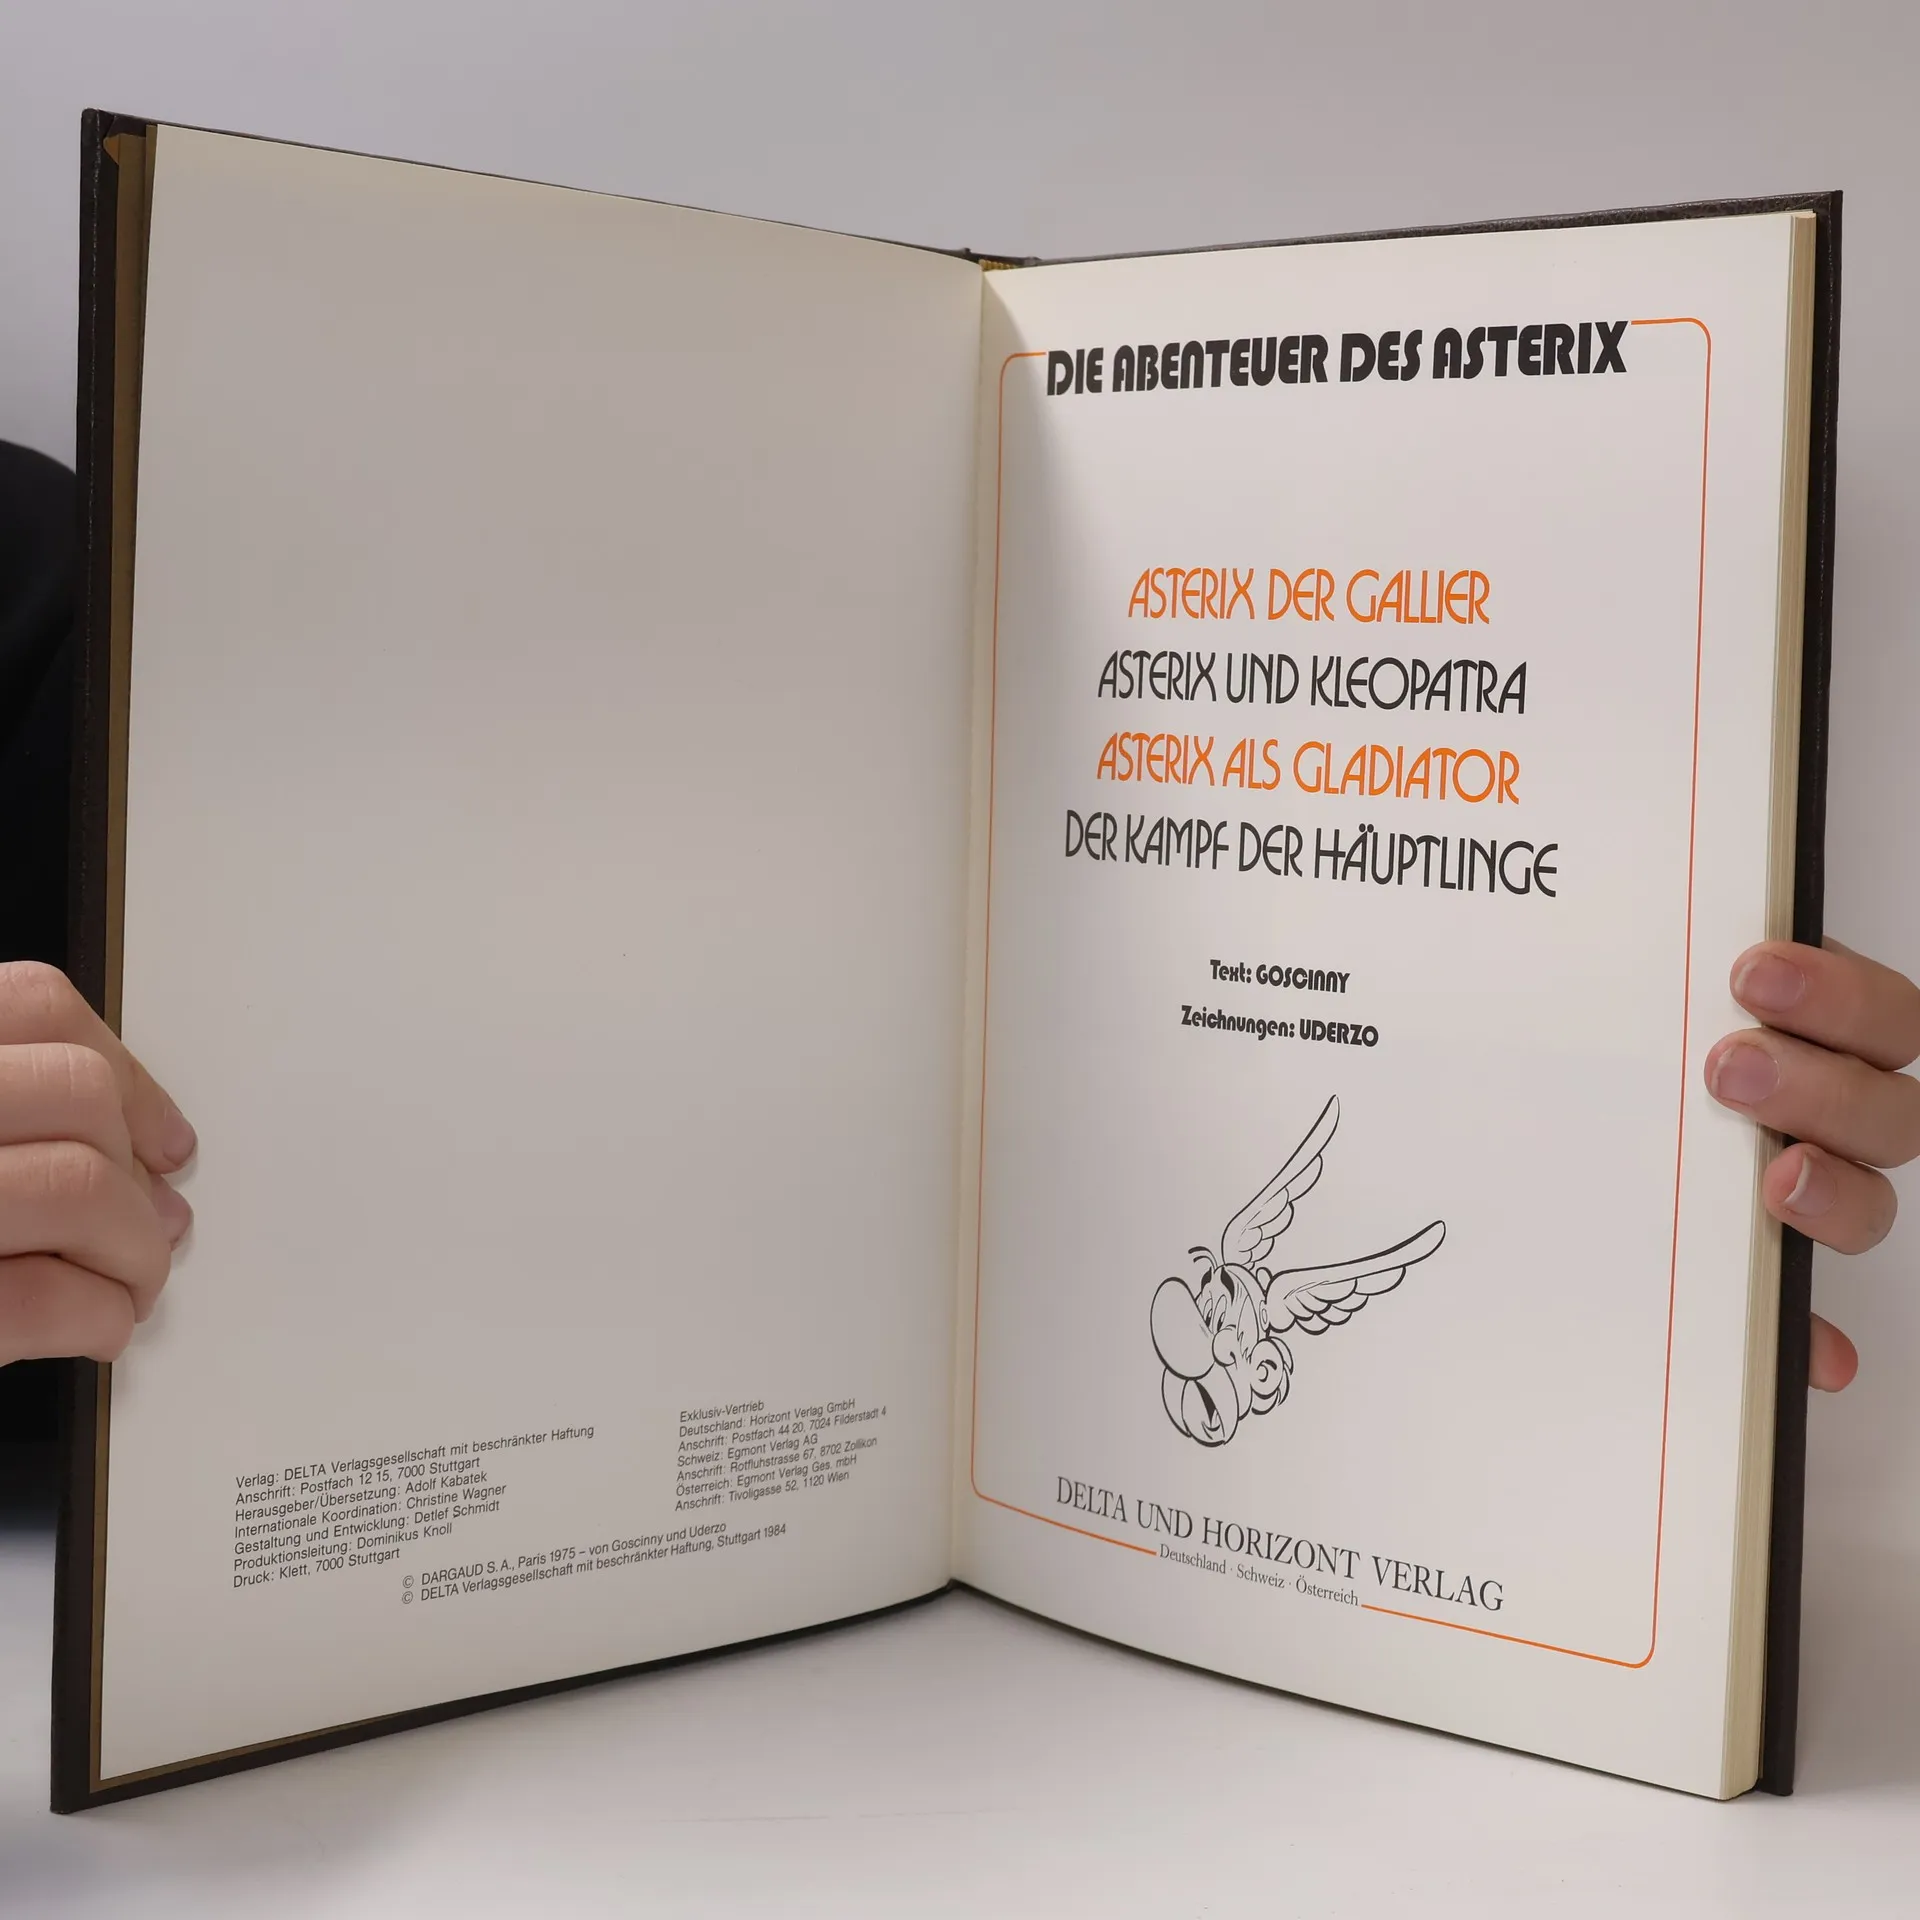 Verlag: DELTA Verlagsgesellschaft mit beschränkter Haftung
Anschrift: Postfach 12 15, 7000 Stuttgart
Herausgeber/Übersetzung: Adolf Kabatek
Internationale Koordination: Christine Wagner
Gestaltung und Entwicklung: Detlef Schmidt
Produktionsleitung: Dominikus Knoll
Druck: Klett, 7000 Stuttgart
Exklusiv-Vertrieb
Deutschland: Horizont Verlag GmbH
Anschrift: Postfach 44 20, 7024 Filderstadt 4
Schweiz: Egmont Verlag AG
Anschrift: Rotfluhstrasse 67, 8702 Zollikon
Österreich: Egmont Verlag Ges. mbH
Anschrift: Tivoligasse 52, 1120 Wien
© DARGAUD S. A., Paris 1975 – von Goscinny und Uderzo
© DELTA Verlagsgesellschaft mit beschränkter Haftung, Stuttgart 1984
DIE ABENTEUER DES ASTERIX
ASTERIX DER GALLIER
ASTERIX UND KLEOPATRA
ASTERIX ALS GLADIATOR
DER KAMPF DER HÄUPTLINGE
Text: GOSCINNY
Zeichnungen: UDERZO
DELTA UND HORIZONT VERLAG
Deutschland · Schweiz · Österreich